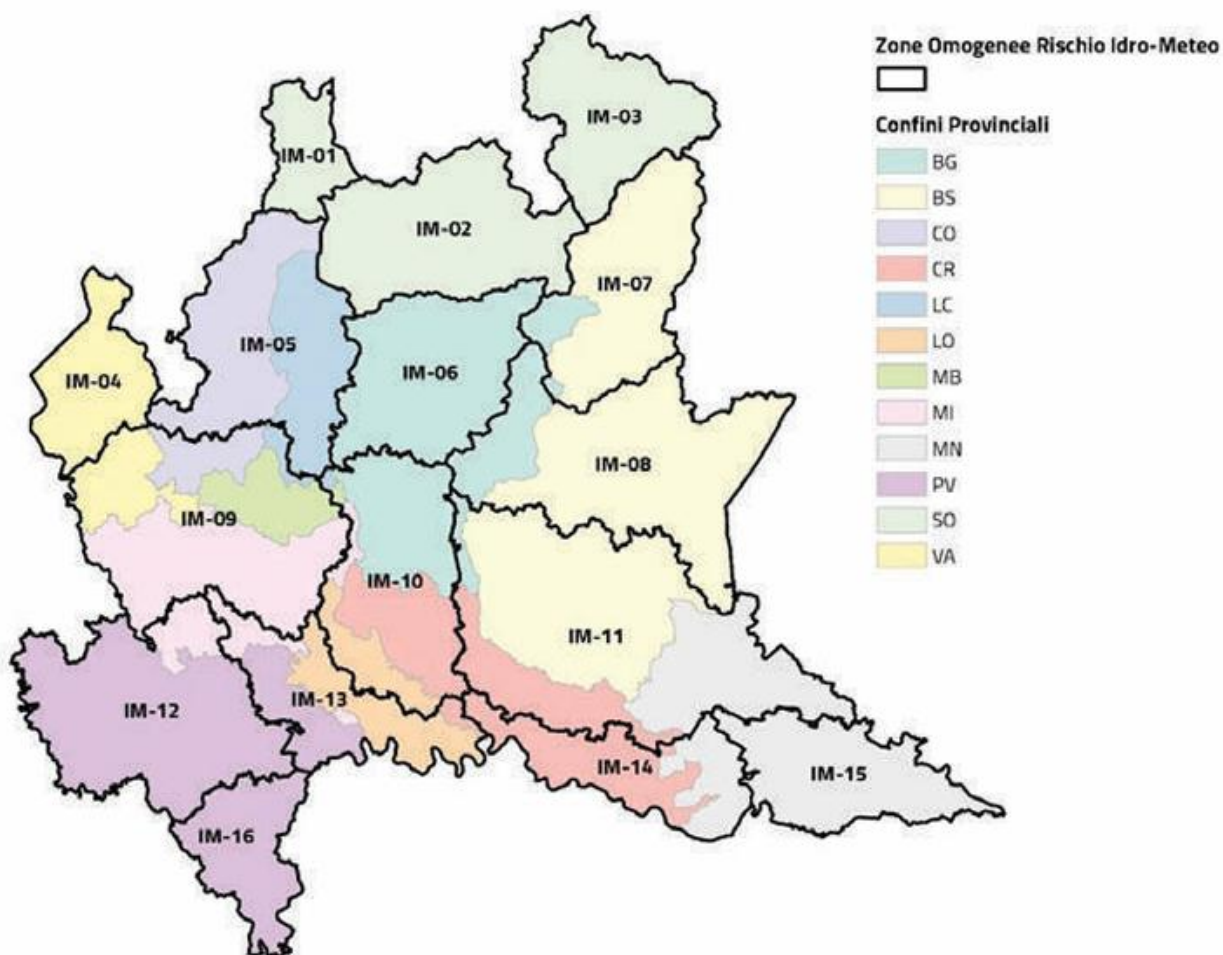 Zone Omogenee Rischio Idro-Meteo
Confini Provinciali
BG
BS
CO
CR
LC
LO
MB
MI
MN
PV
SO
VA
IM-03
IM-01
IM-02
IM-07
IM-05
IM-06
IM-04
IM-08
IM-09
IM-10
IM-11
IM-13
IM-12
IM-14
IM-15
IM-16